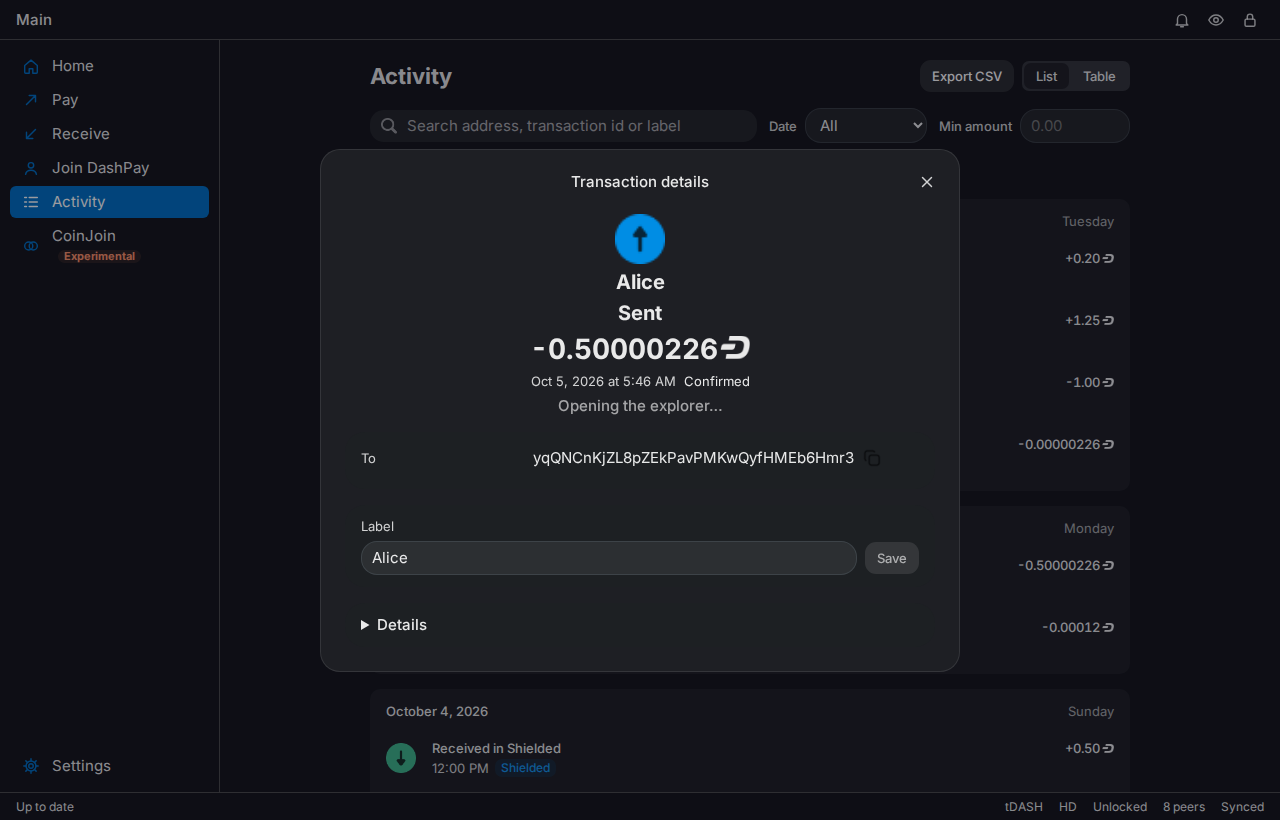 Main
Home
Pay
Receive
Join DashPay
Activity
CoinJoin
Experimental
Settings
Activity
Export CSV
List
Table
Search address, transaction id or label
Date
All
Min amount
0.00
Tuesday
+0.20
+1.25
-1.00
-0.00000226
Monday
-0.50000226
-0.00012
Transaction details
Alice
Sent
-0.50000226
Oct 5, 2026 at 5:46 AM Confirmed
Opening the explorer...
To
yqQNCnKjZL8pZEkPavPMKwQyfHMEb6Hmr3
Label
Alice
Save
Details
October 4, 2026
Sunday
Received in Shielded
+0.50
12:00 PM Shielded
Up to date
tDASH
HD
Unlocked
8 peers
Synced